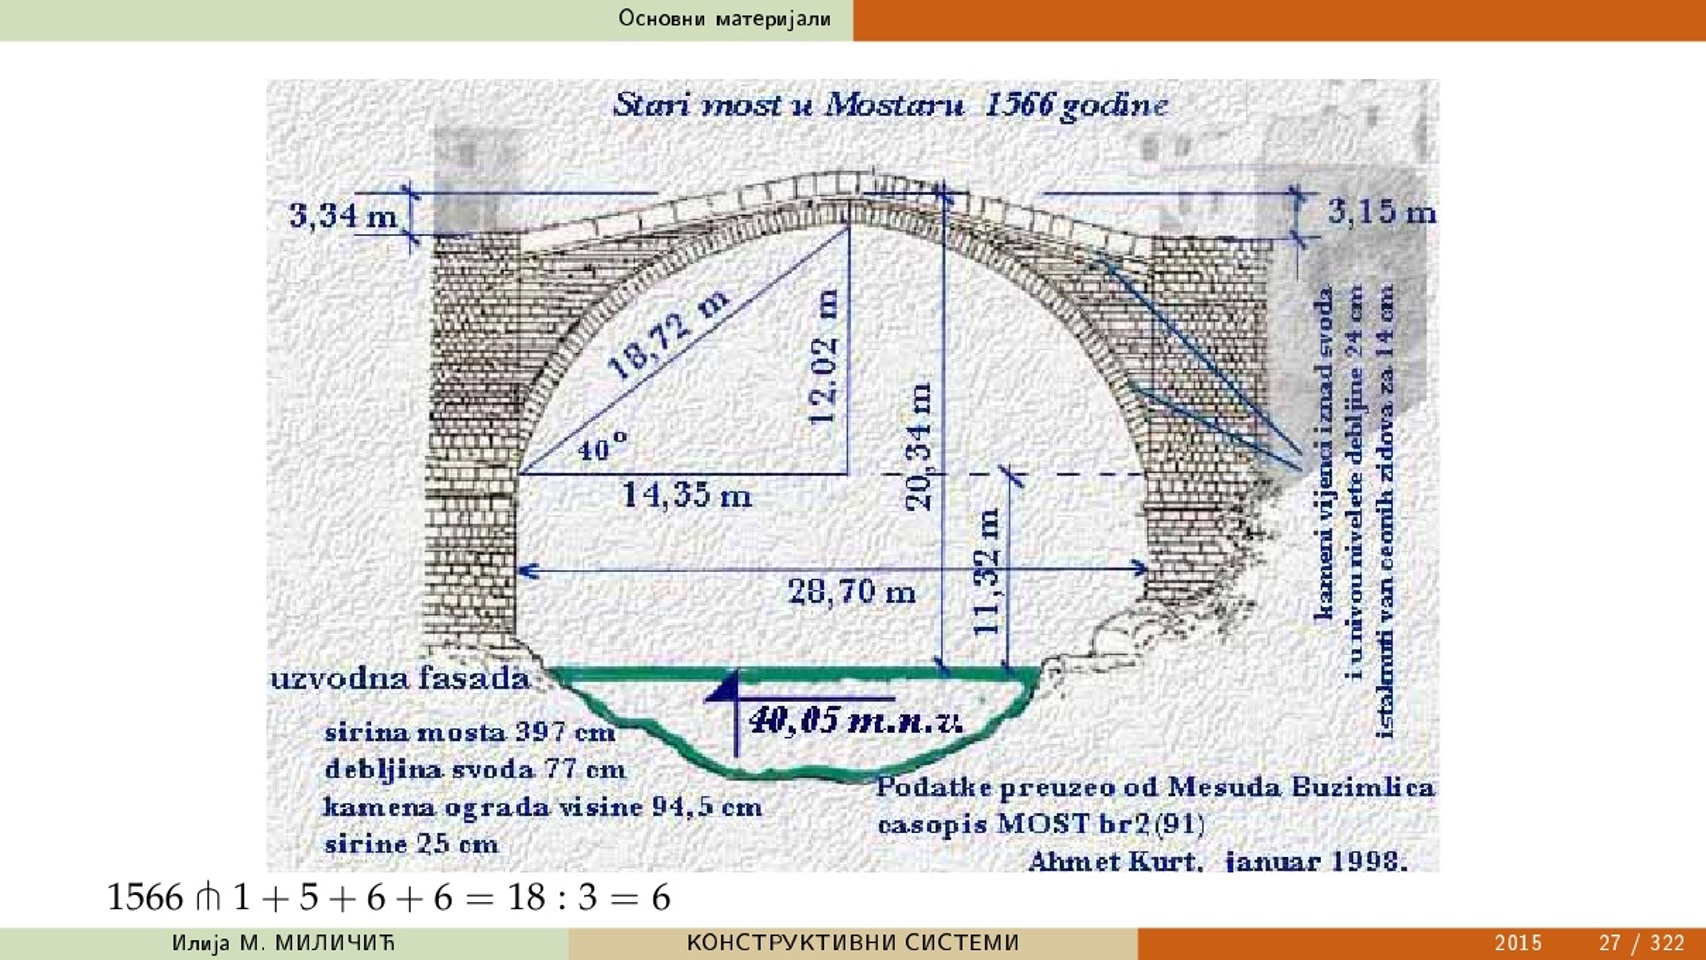 Основни материјали
Stari most u Mostaru 1566 godine
3,34 m
3,15 m
18,72 m
12.02 m
40°
14,35 m
20,34 m
11,32 m
28,70 m
kameni vijenci iznad svoda
i u nivou nivelete debljine 24 cm
istaknuti van ceonih zidova za 14 cm
uzvodna fasada
40,05 m.n.v.
sirina mosta 397 cm
debljina svoda 77 cm
kamena ograda visine 94,5 cm
sirine 25 cm
Podatke preuzeo od Mesuda Buzimlica
casopis MOST br2(91)
Ahmet Kurt, januar 1998.
1566 ⫛ 1 + 5 + 6 + 6 = 18 : 3 = 6
Илија М. МИЛИЧИЋ
КОНСТРУКТИВНИ СИСТЕМИ
2015 27 / 322